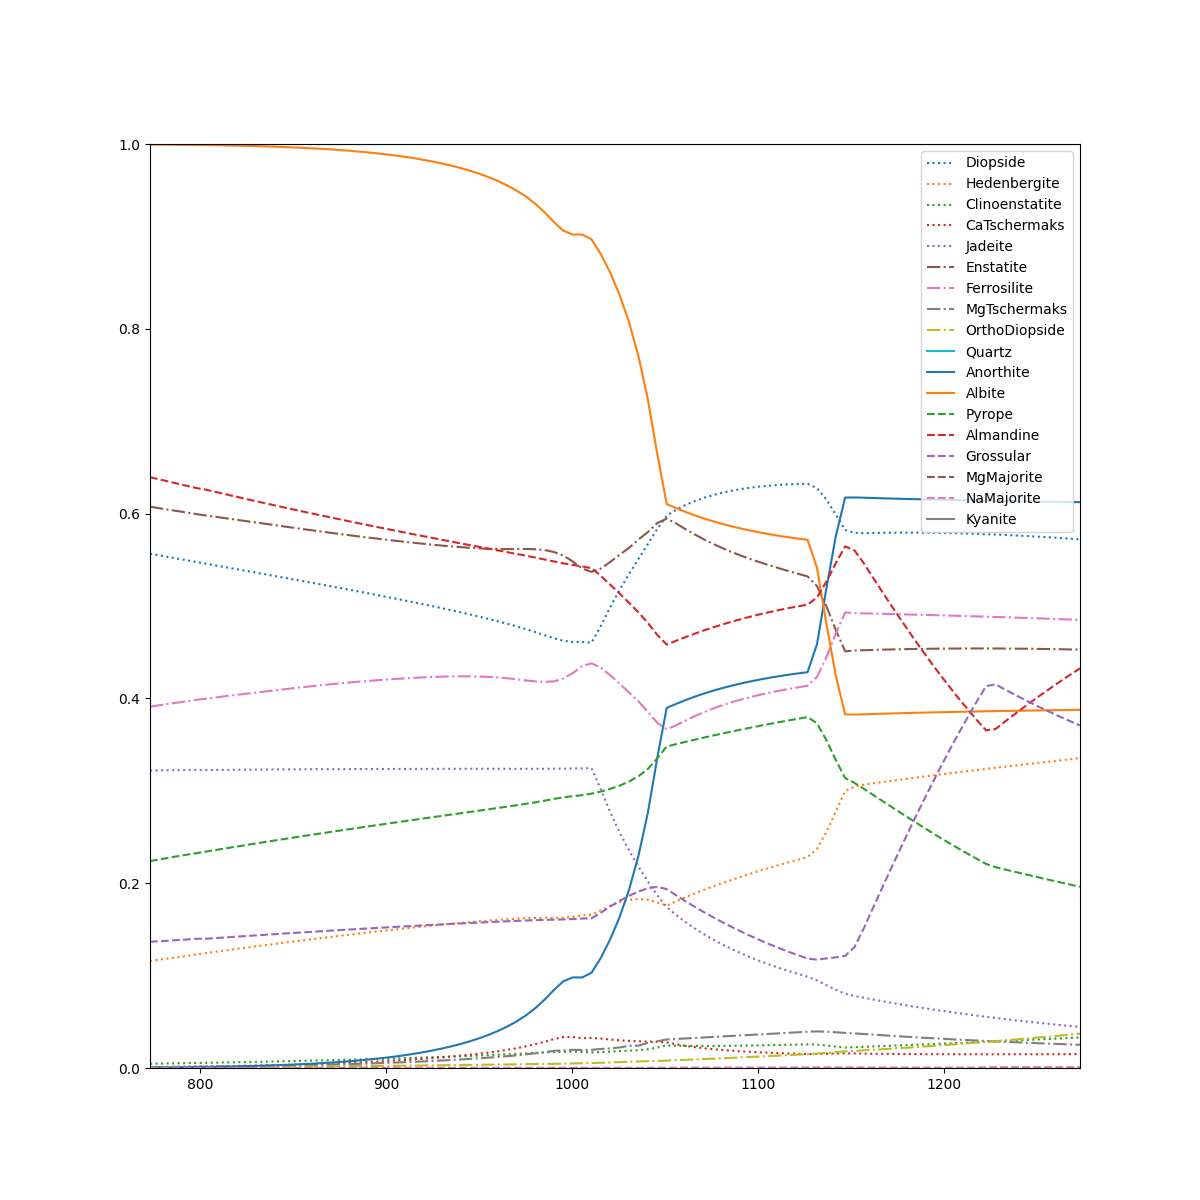 1.0
0.8
0.6
0.4
0.2
0.0
800
900
1000
1100
1200
Diopside
Hedenbergite
Clinoenstatite
CaTschermaks
Jadeite
Enstatite
Ferrosilite
MgTschermaks
OrthoDiopside
Quartz
Anorthite
Albite
Pyrope
Almandine
Grossular
MgMajorite
NaMajorite
Kyanite